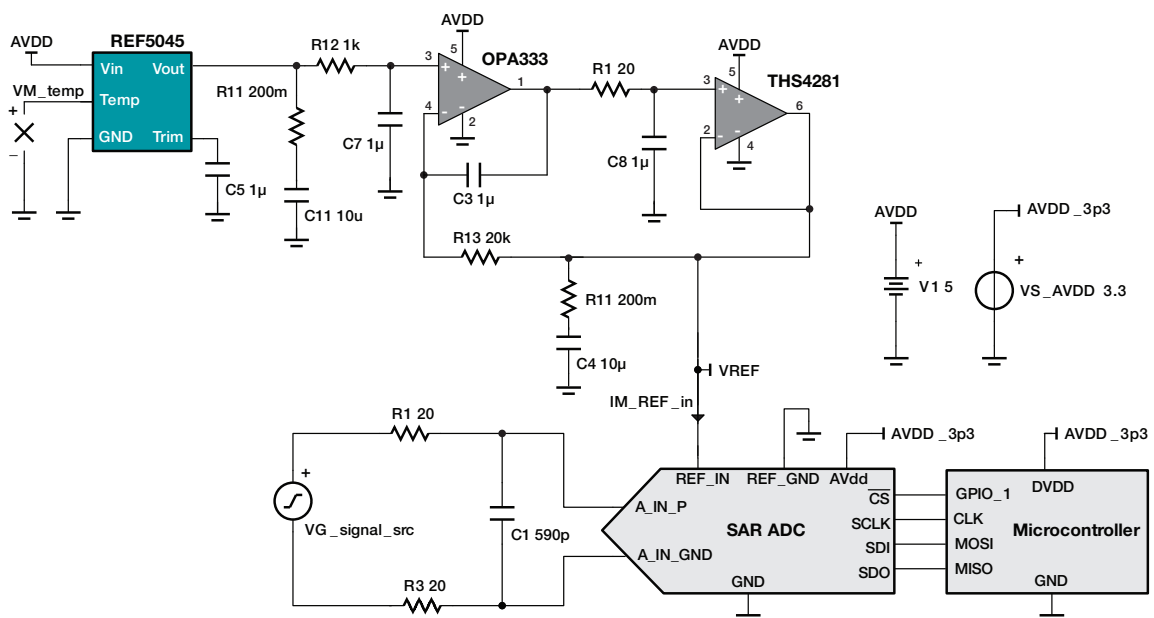 AVDD
REF5045
Vin
Vout
VM_temp
Temp
GND
Trim
+
–
C5 1µ
R11 200m
C11 10u
R12 1k
C7 1µ
AVDD
OPA333
3
5
4
2
1
+
-
+
-
C3 1µ
R1 20
C8 1µ
AVDD
THS4281
3
5
2
4
6
+
-
+
-
R13 20k
R11 200m
C4 10µ
VREF
IM_REF_in
AVDD
+
V1 5
AVDD_3p3
+
VS_AVDD 3.3
R1 20
+
VG_signal_src
C1 590p
R3 20
AVDD_3p3
AVDD_3p3
REF_IN
REF_GND
AVdd
A_IN_P
A_IN_GND
SAR ADC
CS
SCLK
SDI
SDO
GND
DVDD
GPIO_1
CLK
MOSI
MISO
Microcontroller
GND